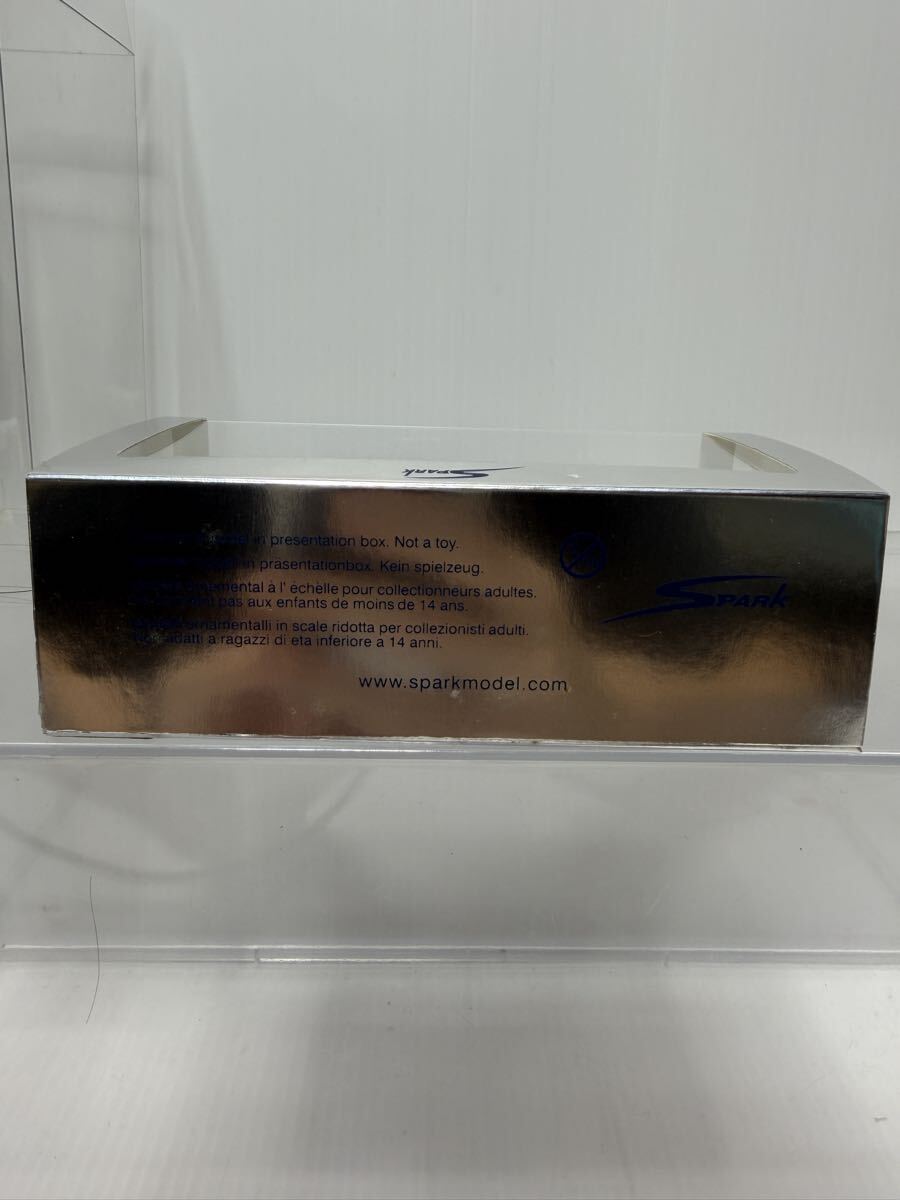 SPARK
in presentation box. Not a toy.
in prasentationbox. Kein spielzeug.
ornemental à l' échèlle pour collectionneurs adultes.
pas aux enfants de moins de 14 ans.
ornamentalli in scale ridotta per collezionisti adulti.
Non adatti a ragazzi di eta inferiore a 14 anni.
SPARK
www.sparkmodel.com